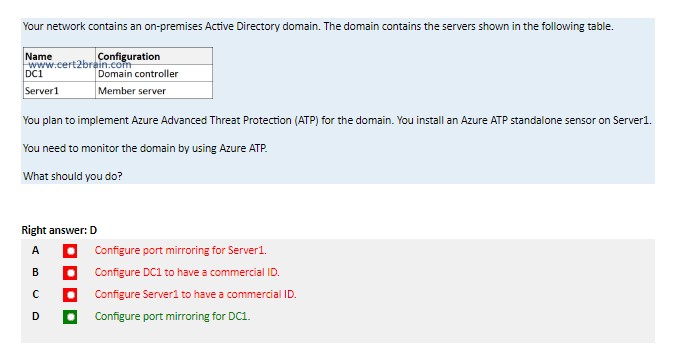 Your network contains an on-premises Active Directory domain. The domain contains the servers shown in the following table.
Name Configuration
www.cert2brain.com
DC1 Domain controller
Server1 Member server
You plan to implement Azure Advanced Threat Protection (ATP) for the domain. You install an Azure ATP standalone sensor on Server1.
You need to monitor the domain by using Azure ATP.
What should you do?
Right answer: D
A Configure port mirroring for Server1.
B Configure DC1 to have a commercial ID.
C Configure Server1 to have a commercial ID.
D Configure port mirroring for DC1.